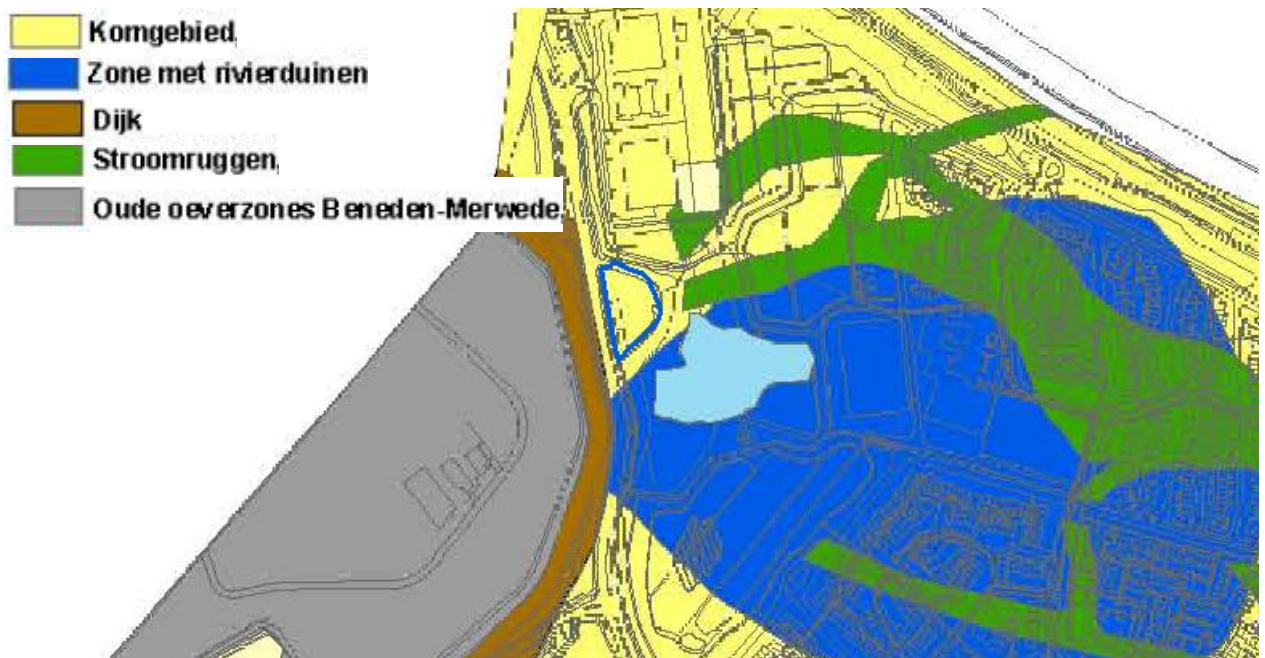 Komgebied,
Zone met rivierduinen
Dijk
Stroomruggen,
Oude oeverzones Beneden-Merwede,